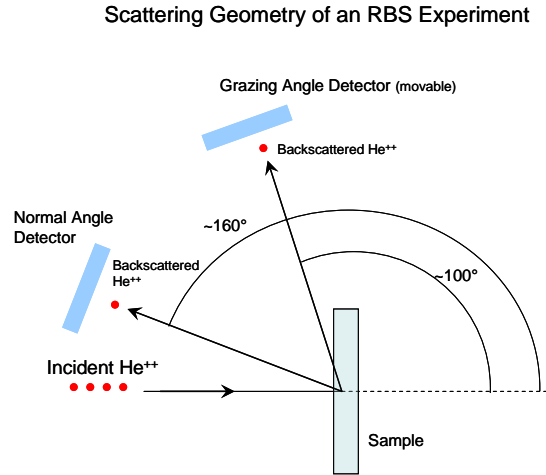 Scattering Geometry of an RBS Experiment
Grazing Angle Detector (movable)
Backscattered He++
~160°
Normal Angle
Detector
Backscattered
He++
~100°
Incident He++
Sample